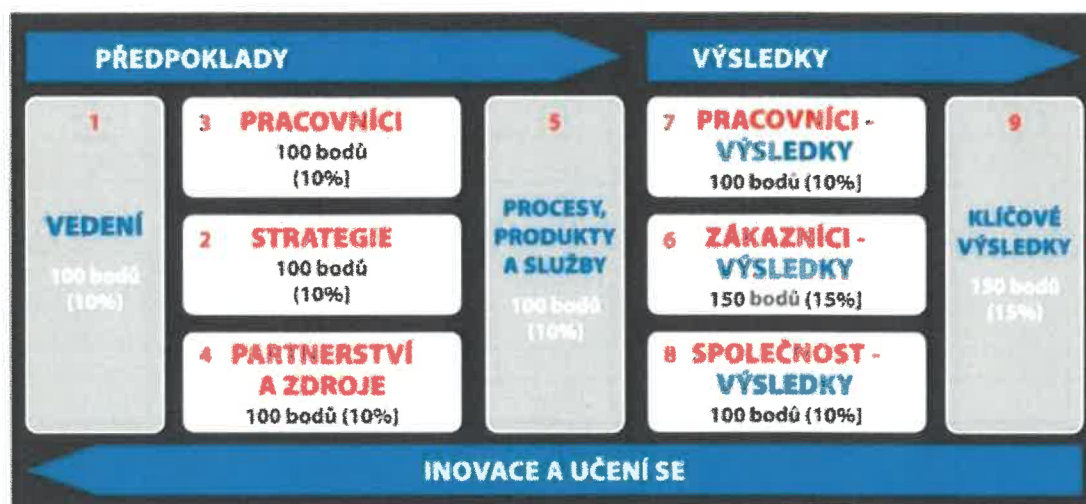 PŘEDPOKLADY
VÝSLEDKY
1
VEDENÍ
100 bodů
(10%)
3 PRACOVNÍCI
100 bodů
(10%)
2 STRATEGIE
100 bodů
(10%)
4 PARTNERSTVÍ
A ZDROJE
100 bodů (10%)
5
PROCESY,
PRODUKTY
A SLUŽBY
100 bodů
(10%)
7 PRACOVNÍCI -
VÝSLEDKY
100 bodů (10%)
6 ZÁKAZNÍCI -
VÝSLEDKY
150 bodů (15%)
8 SPOLEČNOST -
VÝSLEDKY
100 bodů (10%)
9
KLÍČOVÉ
VÝSLEDKY
150 bodů
(15%)
INOVACE A UČENÍ SE